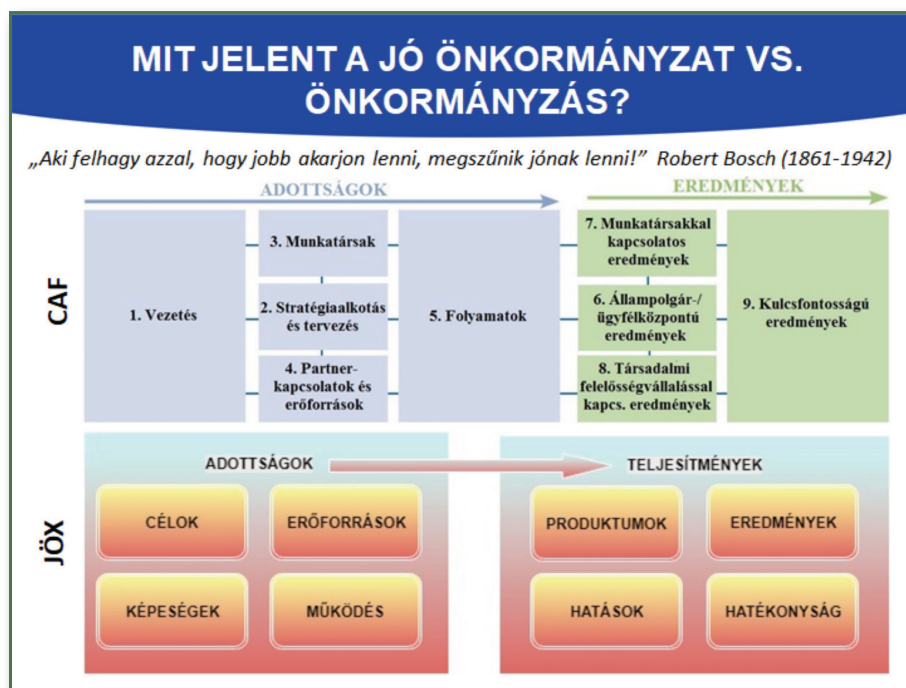 MIT JELENT A JÓ ÖNKORMÁNYZAT VS.
ÖNKORMÁNYZÁS?
„Aki felhagy azzal, hogy jobb akarjon lenni, megszűnik jónak lenni!” Robert Bosch (1861-1942)
ADOTTSÁGOK
EREDMÉNYEK
CAF
1. Vezetés
3. Munkatársak
2. Stratégiaalkotás
és tervezés
4. Partner-
kapcsolatok és
erőforrások
5. Folyamatok
7. Munkatársakkal
kapcsolatos
eredmények
6. Állampolgár-/
ügyfélközpontú
eredmények
8. Társadalmi
felelősségvállalással
kapcs. eredmények
9. Kulcsfontosságú
eredmények
JÖX
ADOTTSÁGOK
CÉLOK
ERŐFORRÁSOK
KÉPESÉGEK
MŰKÖDÉS
TELJESÍTMÉNYEK
PRODUKTUMOK
EREDMÉNYEK
HATÁSOK
HATÉKONYSÁG